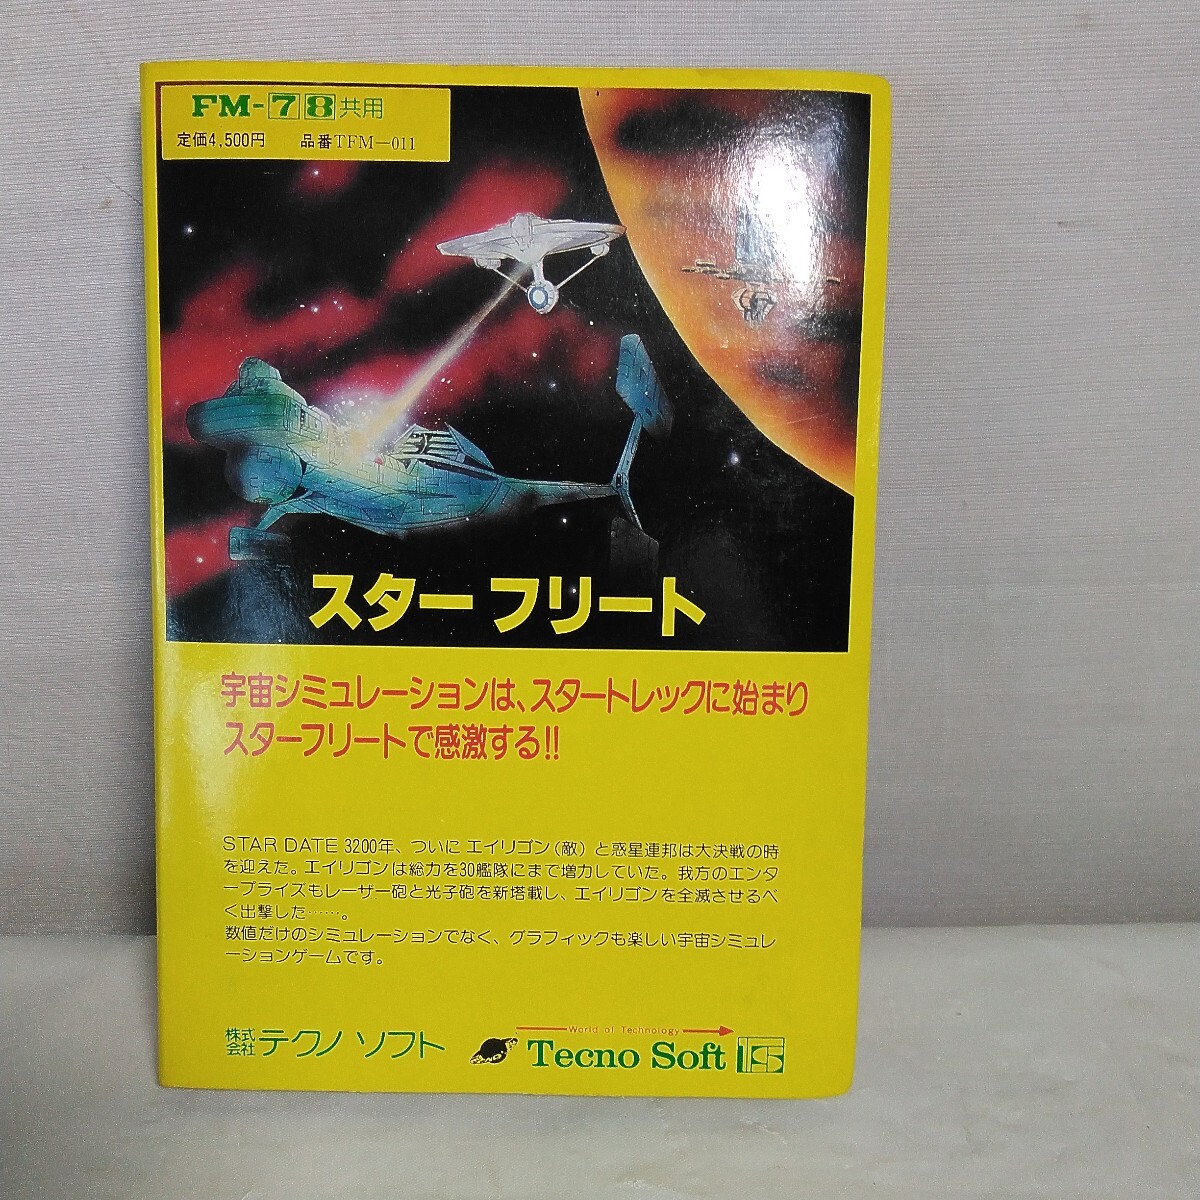 FM-7 8 共用
定価4,500円 品番TFM-011
スターフリート
宇宙シミュレーションは、スタートレックに始まり
スターフリートで感激する!!
STAR DATE 3200年、ついに エイリゴン(敵) と惑星連邦は大決戦の時
を迎えた。エイリゴンは総力を30艦隊にまで増力していた。我方のエンタ
ープライズもレーザー砲と光子砲を新塔載し、エイリゴンを全滅させるべ
く出撃した……。
数値だけのシミュレーションでなく、グラフィックも楽しい宇宙シミュレ
ーションゲームです。
株式会社 テクノ ソフト
World of Technology
Tecno Soft TS